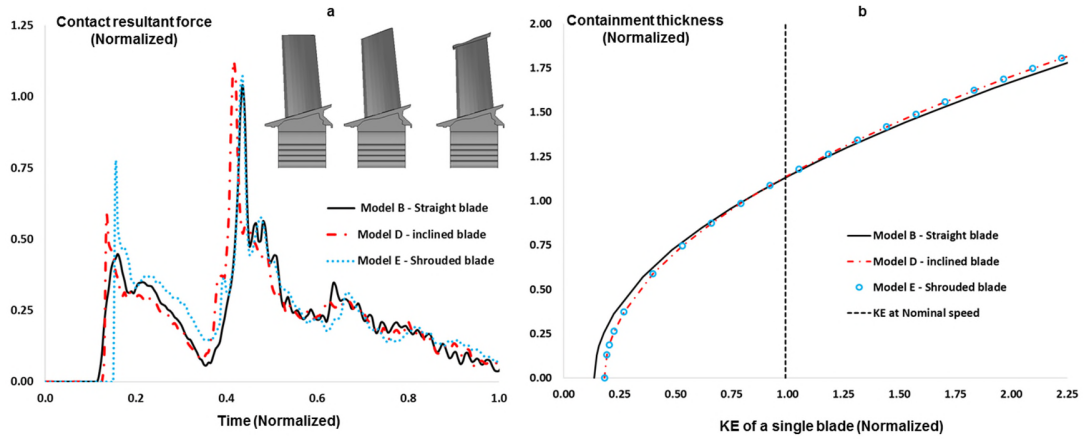 a
Contact resultant force
(Normalized)
1.25
1.00
0.75
0.50
0.25
0.00
0.0
0.2
0.4
0.6
0.8
1.0
Time (Normalized)
Model B - Straight blade
Model D - inclined blade
Model E - Shrouded blade
b
Containment thickness
(Normalized)
2.00
1.75
1.50
1.25
1.00
0.75
0.50
0.25
0.00
0.00
0.25
0.50
0.75
1.00
1.25
1.50
1.75
2.00
2.25
KE of a single blade (Normalized)
Model B - Straight blade
Model D - inclined blade
Model E - Shrouded blade
KE at Nominal speed